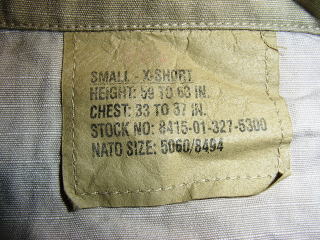 SMALL - X-SHORT
HEIGHT: 59 TO 63 IN.
CHEST: 33 TO 37 IN.
STOCK NO: 8415-01-327-5300
NATO SIZE: 5060/8494